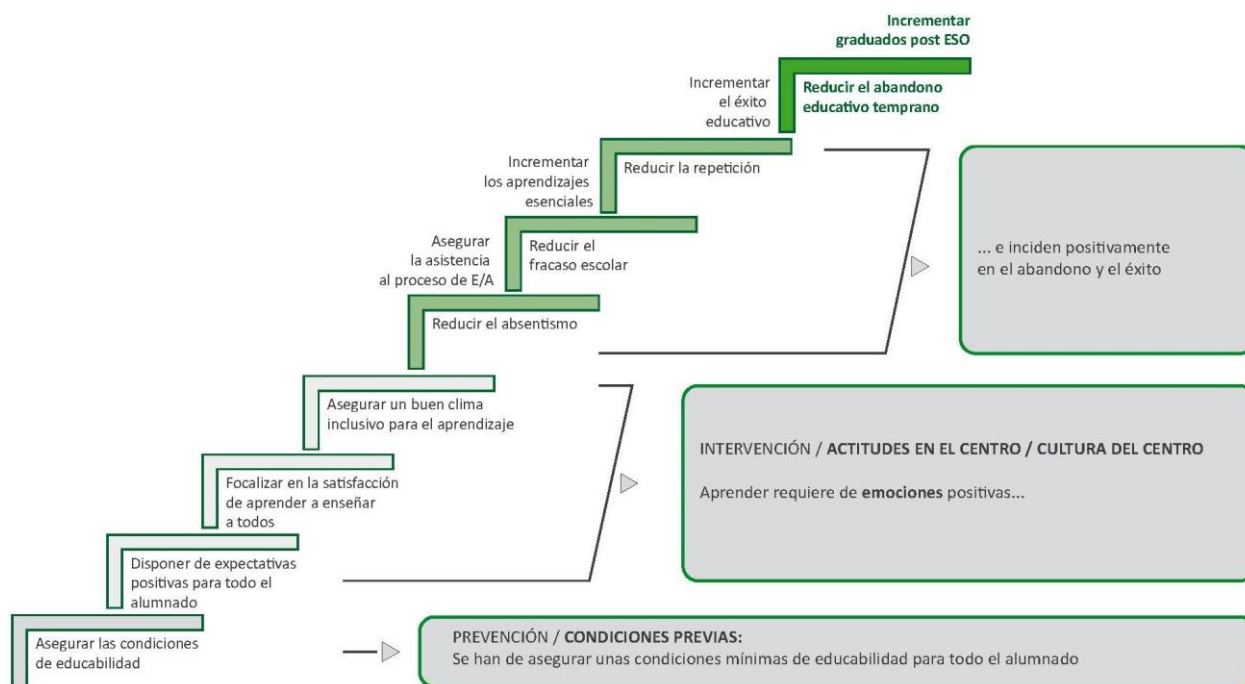 Incrementar
graduados post ESO
Reducir el abandono
educativo temprano
Incrementar
el éxito
educativo
Reducir la repetición
Incrementar
los aprendizajes
esenciales
Reducir el
fracaso escolar
Asegurar
la asistencia
al proceso de E/A
Reducir el absentismo
... e inciden positivamente
en el abandono y el éxito
Asegurar un buen clima
inclusivo para el aprendizaje
Focalizar en la satisfacción
de aprender a enseñar
a todos
Disponer de expectativas
positivas para todo el
alumnado
INTERVENCIÓN / ACTITUDES EN EL CENTRO / CULTURA DEL CENTRO
Aprender requiere de emociones positivas...
Asegurar las condiciones
de educabilidad
PREVENCIÓN / CONDICIONES PREVIAS:
Se han de asegurar unas condiciones mínimas de educabilidad para todo el alumnado